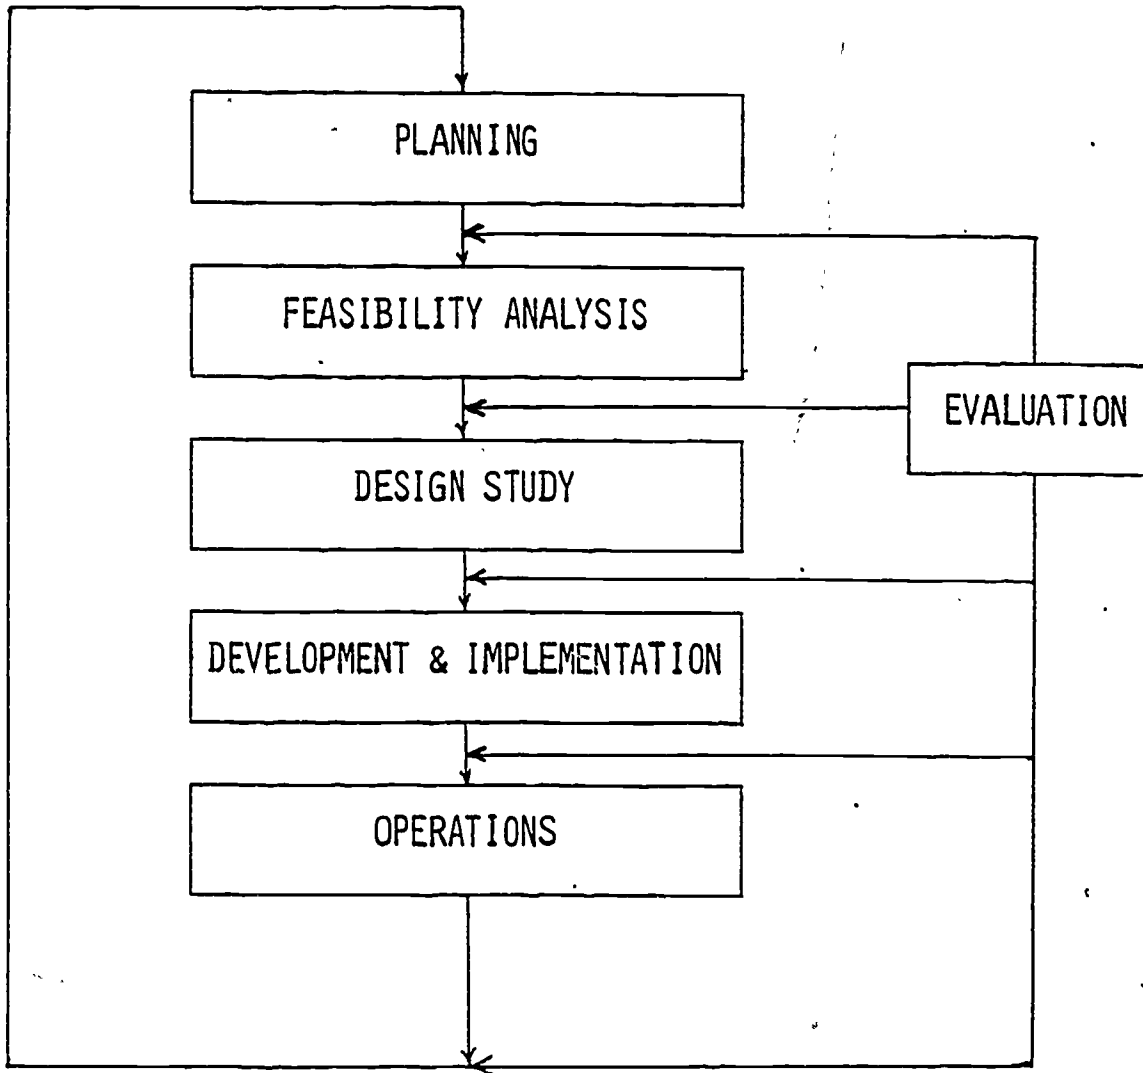 PLANNING
FEASIBILITY ANALYSIS
EVALUATION
DESIGN STUDY
DEVELOPMENT & IMPLEMENTATION
OPERATIONS